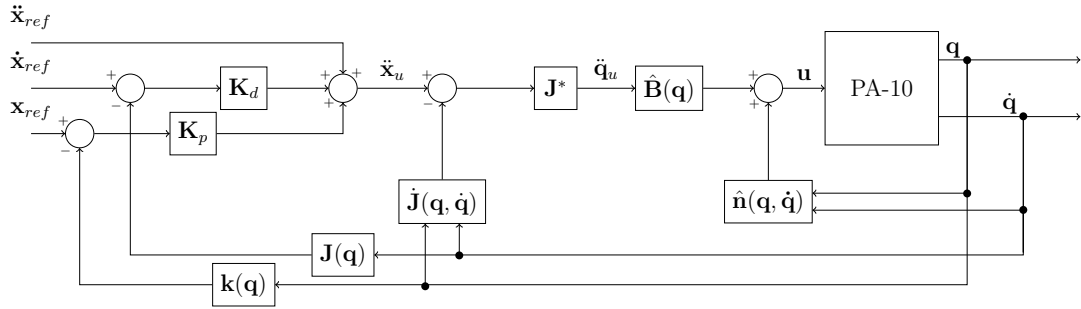 ẍ_ref
ẋ_ref
x_ref
+
−
+
−
K_d
K_p
+
+
+
ẍ_u
+
−
J*
q̈_u
B̂(q)
+
+
u
PA-10
q
q̇
J̇(q, q̇)
n̂(q, q̇)
J(q)
k(q)